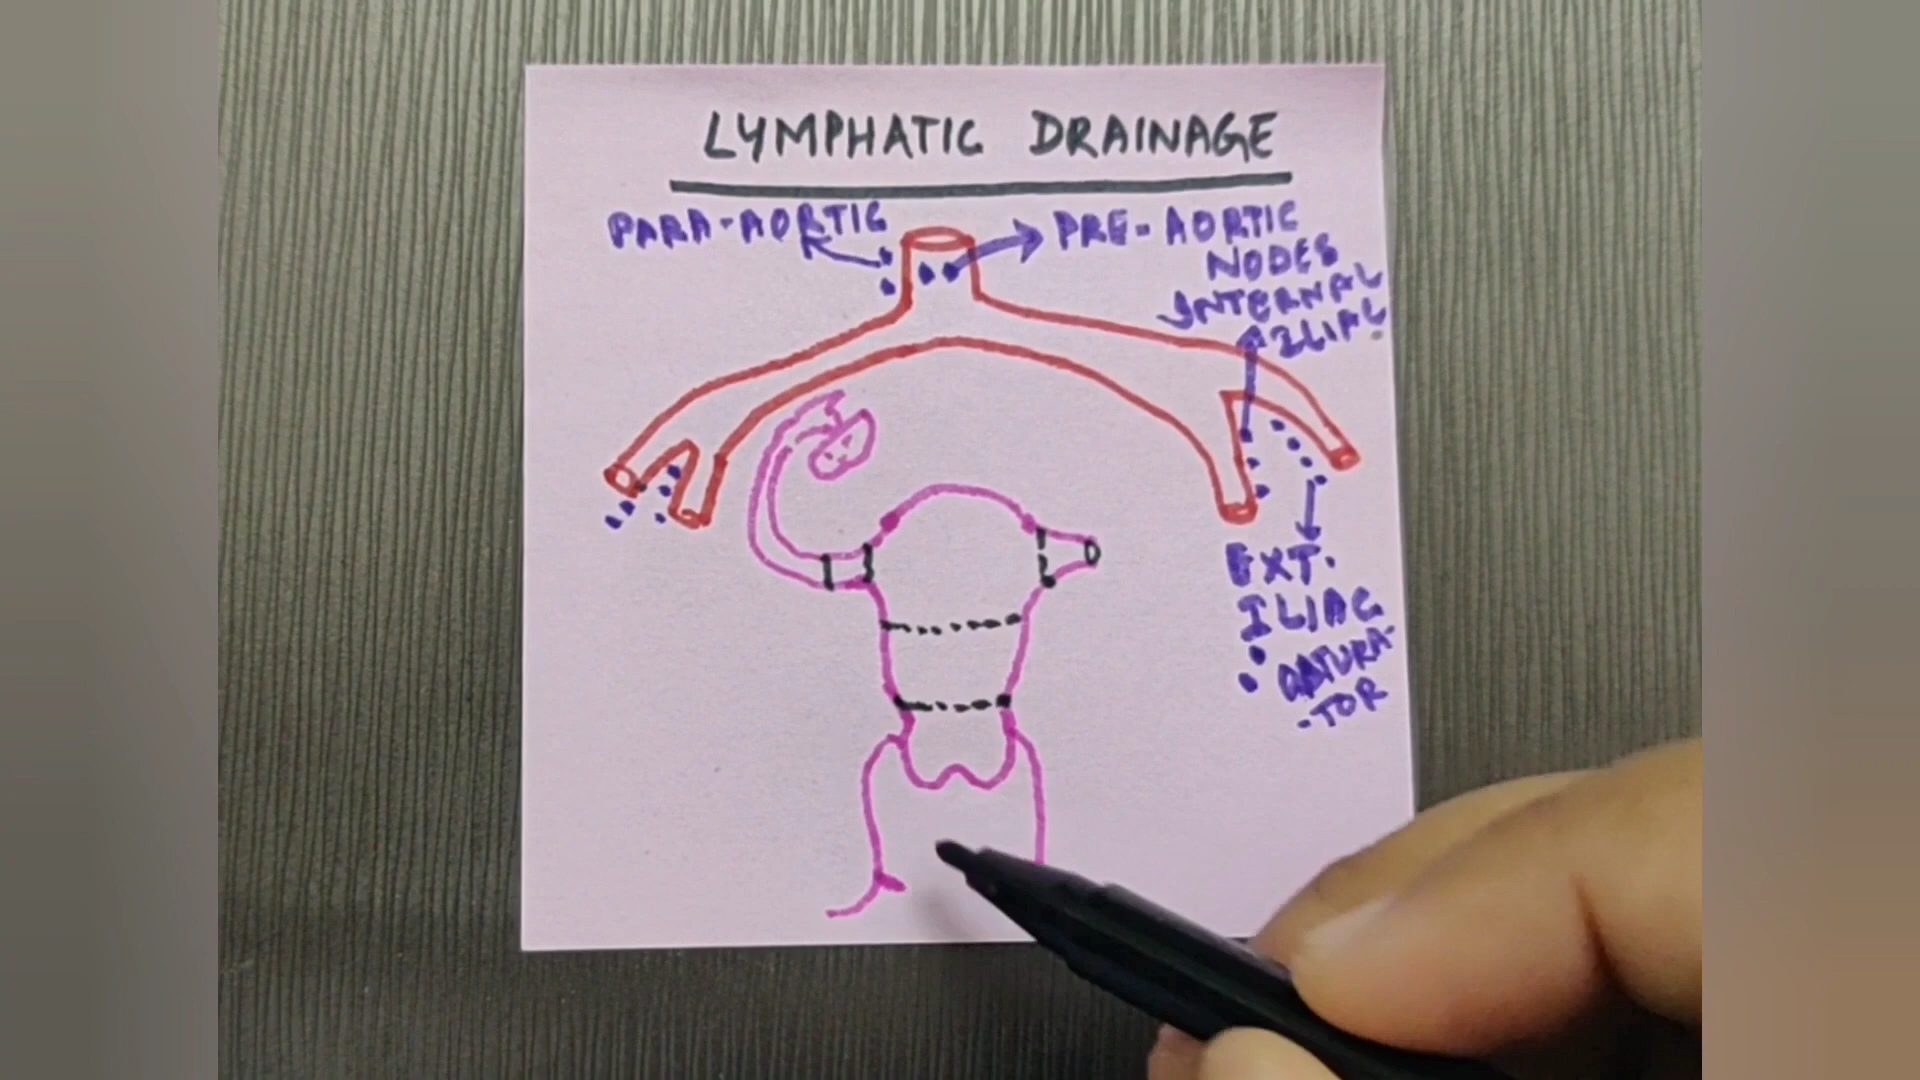 LYMPHATIC DRAINAGE
PARA-AORTIC
PRE-AORTIC
NODES
INTERNAL
ILIAC
EXT.
ILIAC
OBTURA-
-TOR